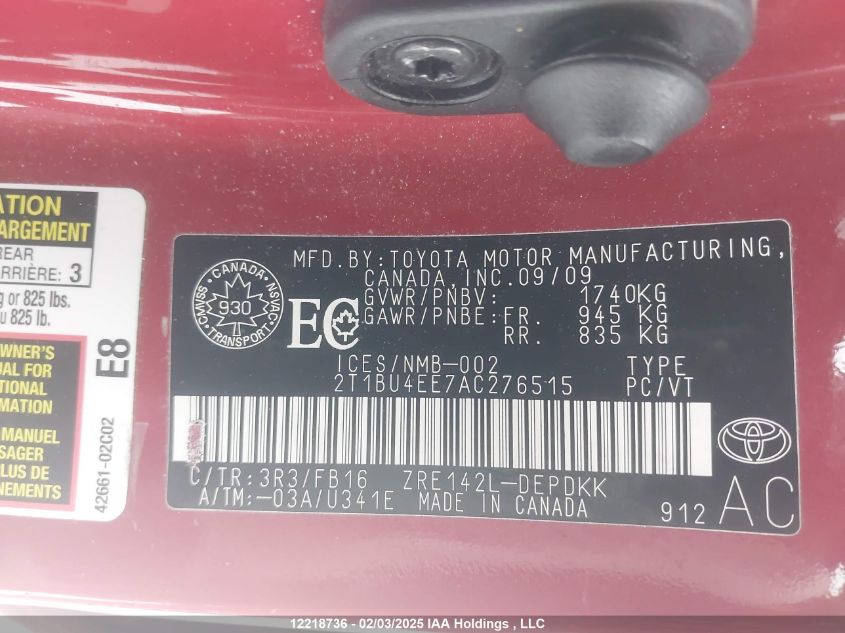 ATION
ARGEMENT
REAR
ARRIÈRE: 3
g or 825 lbs.
u 825 lb.
OWNER'S
UAL FOR
TIONAL
RMATION
MANUEL
SAGER
PLUS DE
NEMENTS
E8
42661-02C02
CANADA
CMVSS
NSVAC
930
TRANSPORT
EC
MFD.BY:TOYOTA MOTOR MANUFACTURING,
CANADA,INC.09/09
GVWR/PNBV: 1740KG
GAWR/PNBE:FR. 945 KG
RR. 835 KG
ICES/NMB-002 TYPE
2T1BU4EE7AC276515 PC/VT
C/TR:3R3/FB16 ZRE142L-DEPDKK
A/TM:-03A/U341E MADE IN CANADA
912 AC
12218736 - 02/03/2025 IAA Holdings , LLC